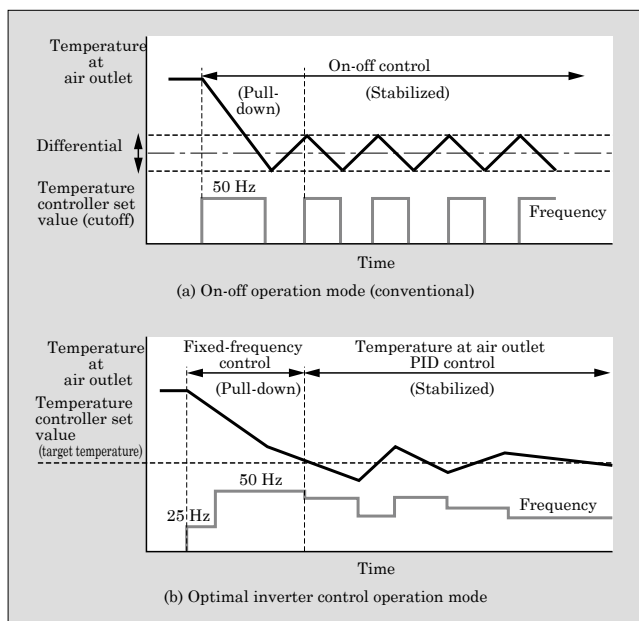 Temperature
at
air outlet
On-off control
(Pull-
down)
(Stabilized)
Differential
Temperature
controller set
value (cutoff)
50 Hz
Frequency
Time
(a) On-off operation mode (conventional)
Temperature
at
air outlet
Fixed-frequency
control
(Pull-down)
Temperature at air outlet
PID control
(Stabilized)
Temperature
controller set
value
(target temperature)
50 Hz
25 Hz
Frequency
Time
(b) Optimal inverter control operation mode